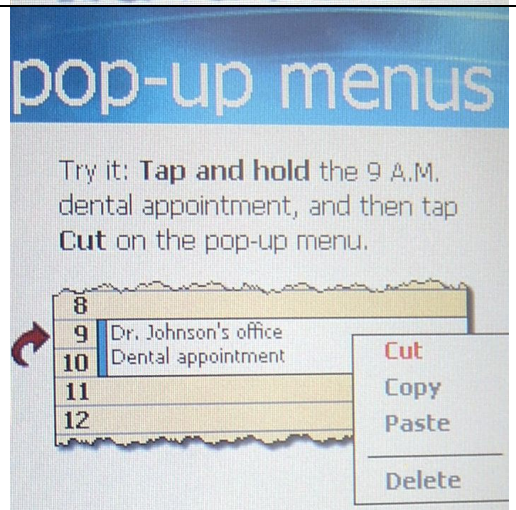 pop-up menus
Try it: Tap and hold the 9 A.M.
dental appointment, and then tap
Cut on the pop-up menu.
8
9 Dr. Johnson's office
10 Dental appointment
11
12
Cut
Copy
Paste
Delete